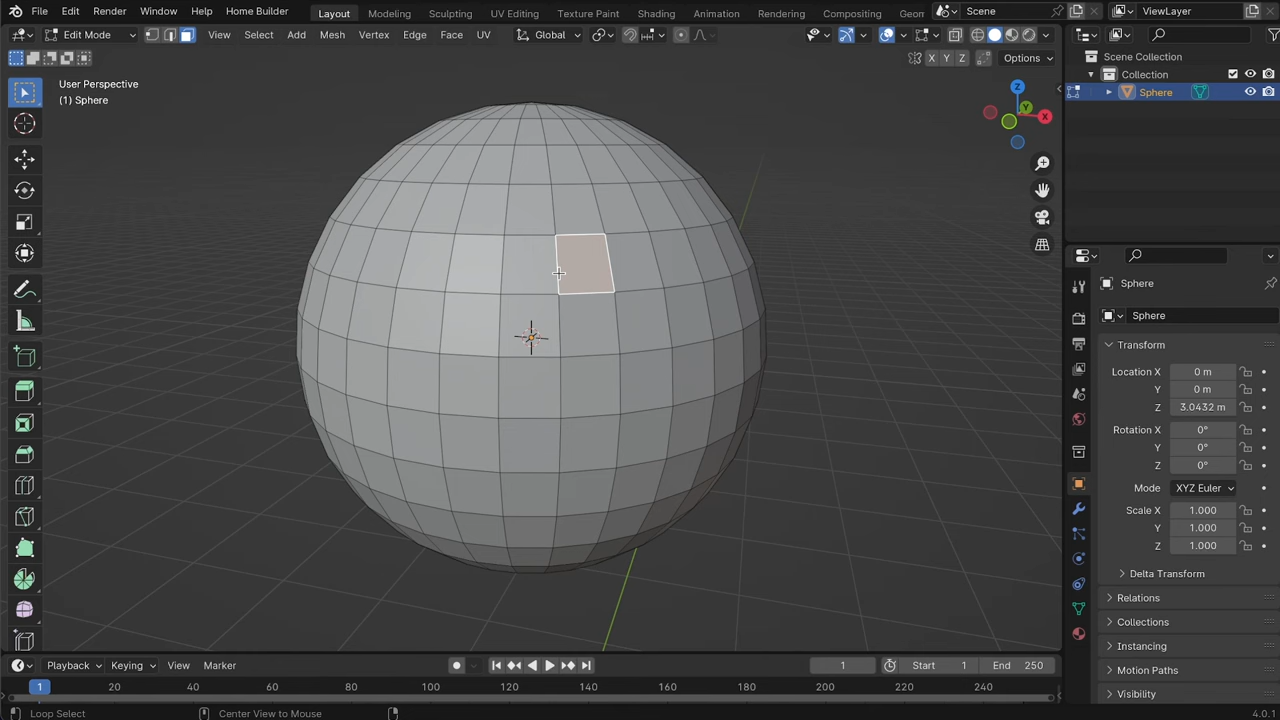 File Edit Render Window Help Home Builder Layout Modeling Sculpting UV Editing Texture Paint Shading Animation Rendering Compositing Geom Scene ViewLayer
Edit Mode View Select Add Mesh Vertex Edge Face UV Global
X Y Z Options
User Perspective
(1) Sphere
Z
Y
X
Scene Collection
Collection
Sphere
Sphere
Sphere
Transform
Location X 0 m
Y 0 m
Z 3.0432 m
Rotation X 0°
Y 0°
Z 0°
Mode XYZ Euler
Scale X 1.000
Y 1.000
Z 1.000
Delta Transform
Relations
Collections
Instancing
Motion Paths
Visibility
Playback Keying View Marker 1 Start 1 End 250
1 20 40 60 80 100 120 140 160 180 200 220 240
Loop Select Center View to Mouse 4.0.1